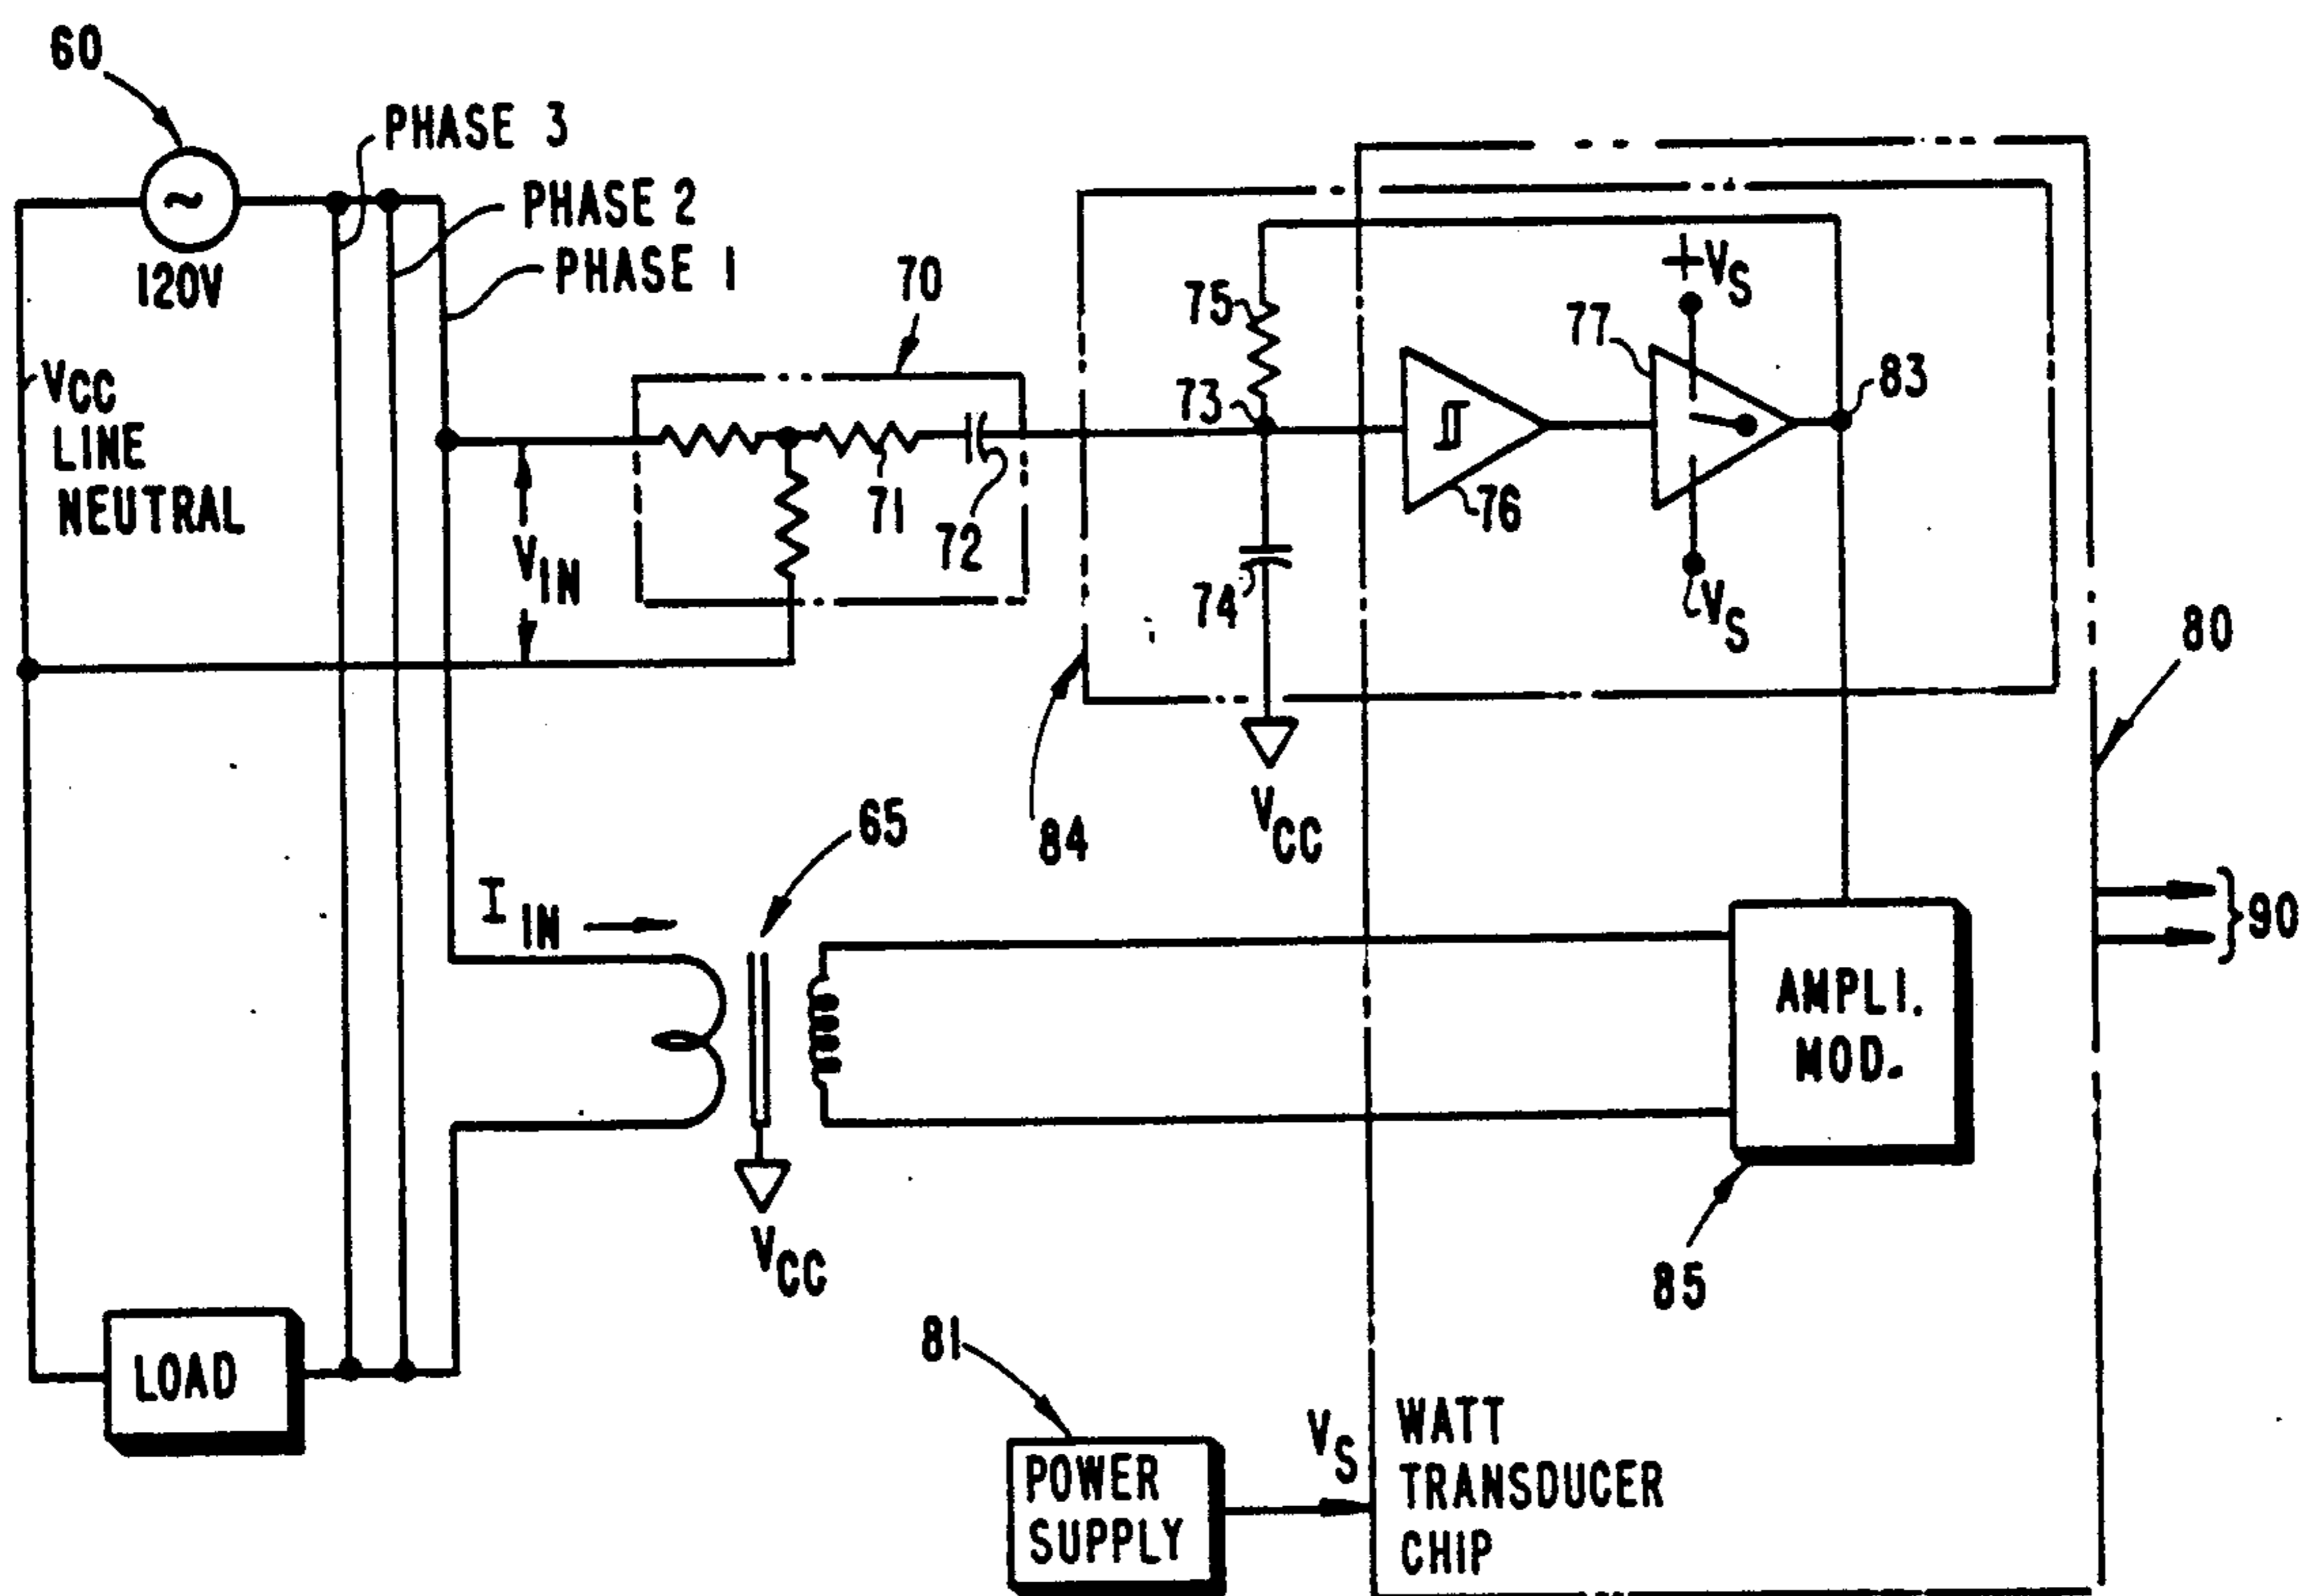 60
PHASE 3
PHASE 2
PHASE 1
~
120V
VCC
LINE
NEUTRAL
70
75
+VS
77
73
83
71
72
II
76
VIN
74
-VS
80
84
VCC
65
IIN
90
AMPLI.
MOD.
VCC
85
81
LOAD
VS
WATT
TRANSDUCER
CHIP
POWER
SUPPLY